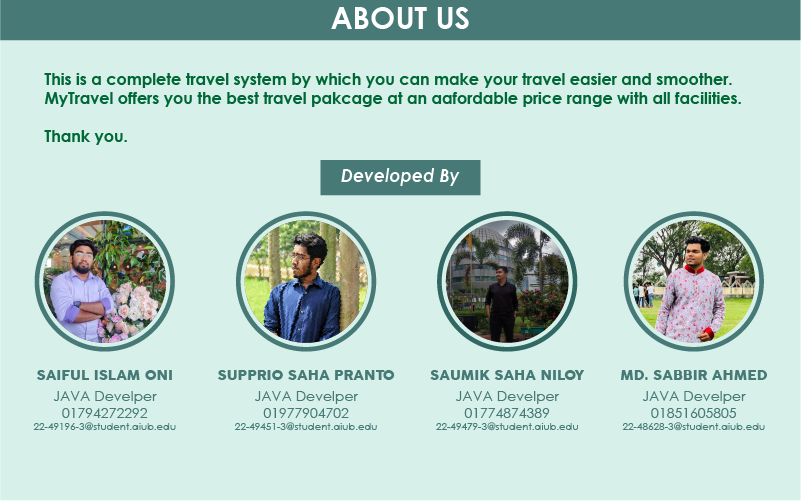 ABOUT US
This is a complete travel system by which you can make your travel easier and smoother.
MyTravel offers you the best travel pakcage at an aafordable price range with all facilities.
Thank you.
Developed By
SAIFUL ISLAM ONI
JAVA Develper
01794272292
22-49196-3@student.aiub.edu
SUPPRIO SAHA PRANTO
JAVA Develper
01977904702
22-49451-3@student.aiub.edu
SAUMIK SAHA NILOY
JAVA Develper
01774874389
22-49479-3@student.aiub.edu
MD. SABBIR AHMED
JAVA Develper
01851605805
22-48628-3@student.aiub.edu